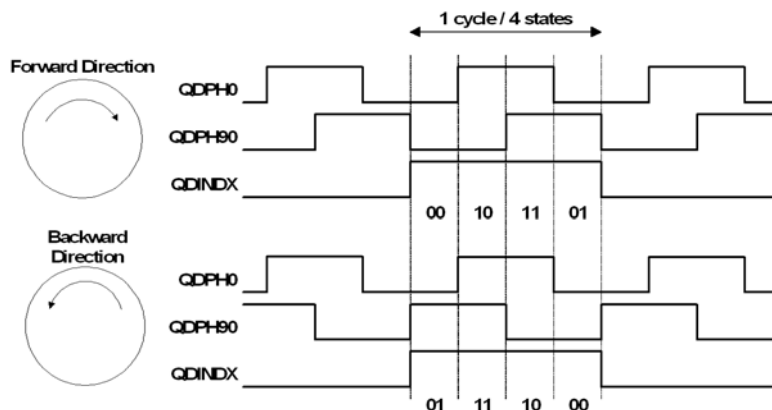 1 cycle / 4 states
Forward Direction
QDPH0
QDPH90
QDINDX
00 10 11 01
Backward
Direction
QDPH0
QDPH90
QDINDX
01 11 10 00